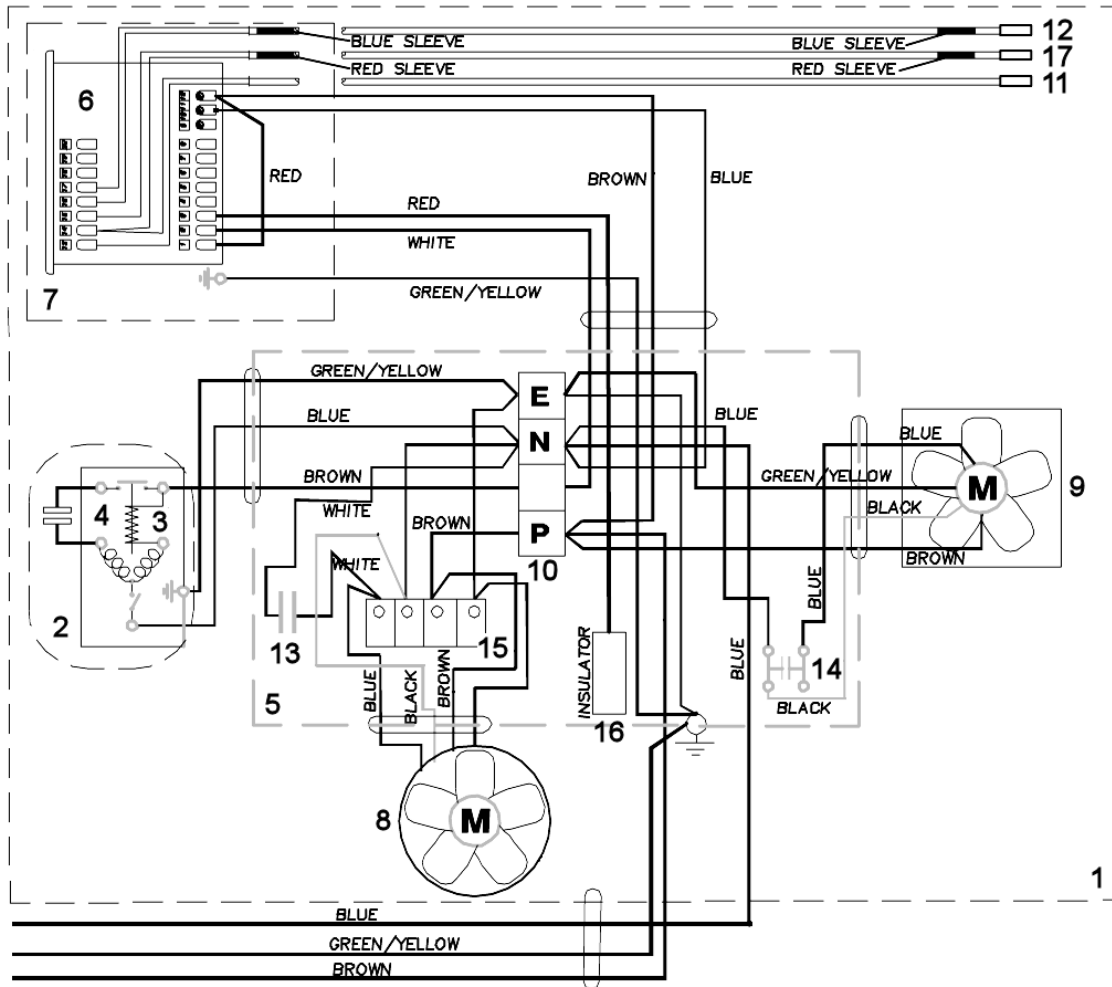 BLUE SLEEVE
BLUE SLEEVE
12
RED SLEEVE
RED SLEEVE
17
11
6
RED
BROWN
BLUE
RED
WHITE
7
GREEN/YELLOW
GREEN/YELLOW
E
BLUE
BLUE
N
BLUE
BROWN
GREEN/YELLOW
M
9
4
3
WHITE
BLACK
BROWN
P
BROWN
10
WHITE
BLUE
2
13
15
INSULATOR
BLUE
14
5
BLUE
BLACK
BROWN
16
BLACK
8
M
1
BLUE
GREEN/YELLOW
BROWN